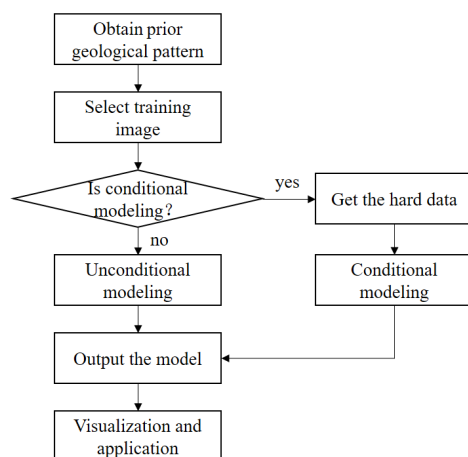 Obtain prior
geological pattern
Select training
image
Is conditional
modeling?
yes
Get the hard data
no
Unconditional
modeling
Conditional
modeling
Output the model
Visualization and
application